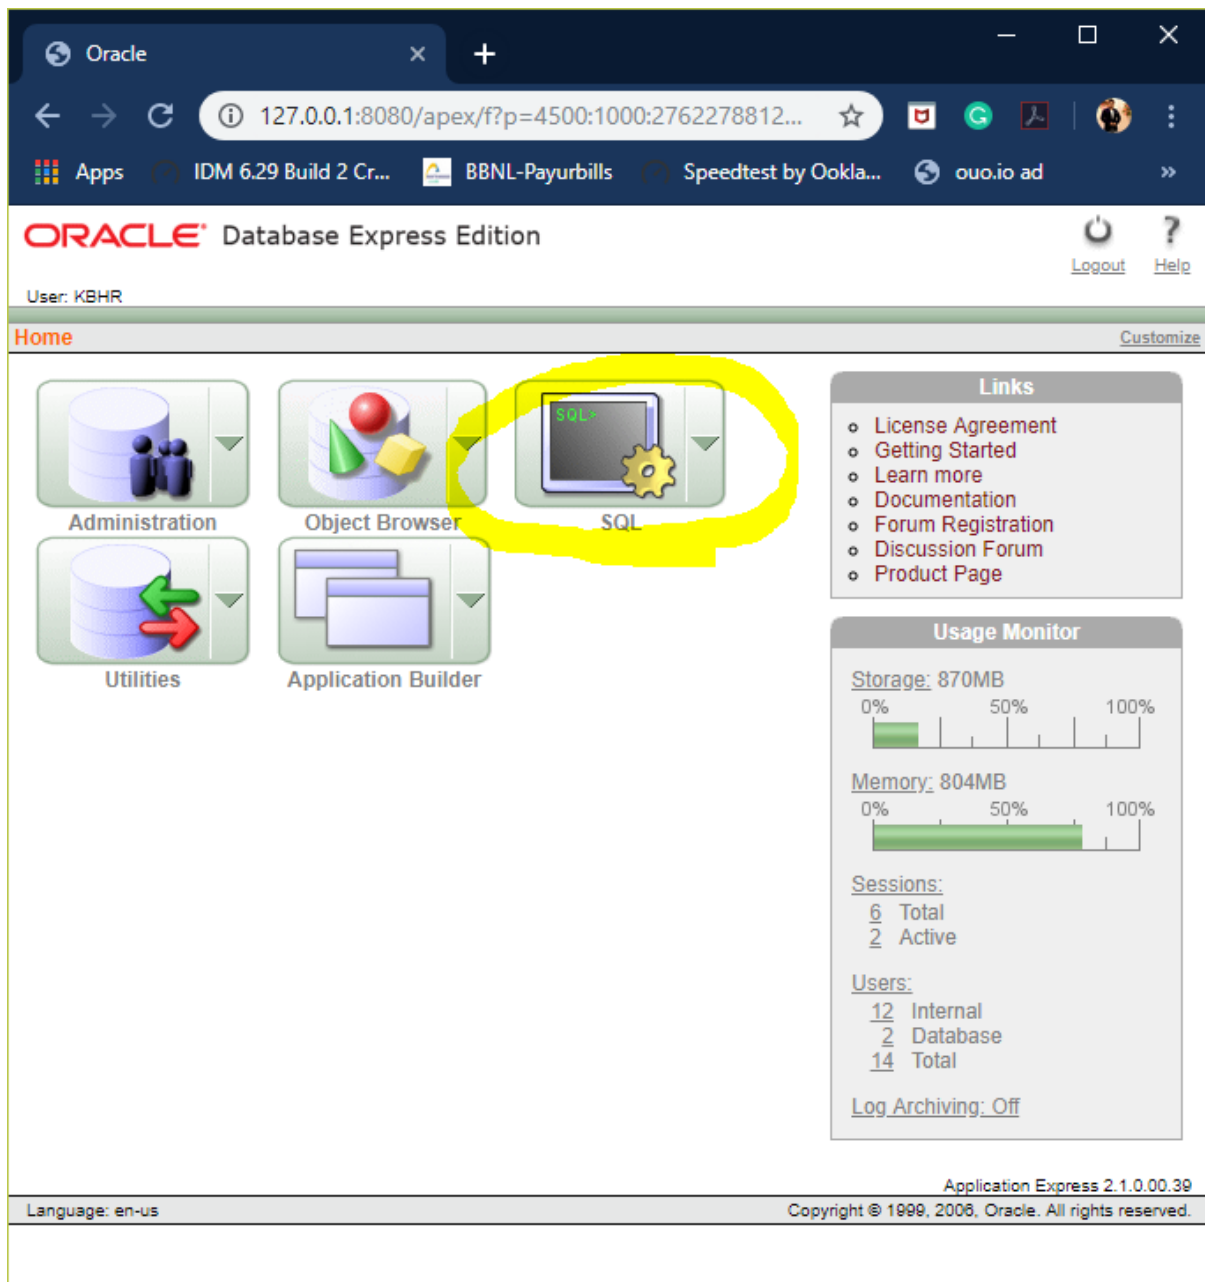 Oracle
127.0.0.1:8080/apex/f?p=4500:1000:2762278812...
Apps IDM 6.29 Build 2 Cr... BBNL-Payurbills Speedtest by Ookla... ouo.io ad »
ORACLE Database Express Edition
Logout Help
User: KBHR
Home Customize
SQL>
Administration Object Browser SQL
Utilities Application Builder
Links
License Agreement
Getting Started
Learn more
Documentation
Forum Registration
Discussion Forum
Product Page
Usage Monitor
Storage: 870MB
0% 50% 100%
Memory: 804MB
0% 50% 100%
Sessions:
6 Total
2 Active
Users:
12 Internal
2 Database
14 Total
Log Archiving: Off
Application Express 2.1.0.00.39
Language: en-us Copyright © 1999, 2006, Oracle. All rights reserved.